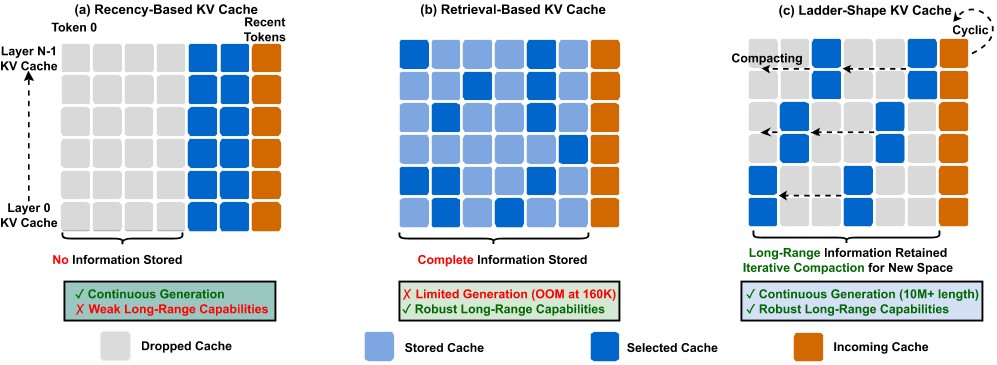 (a) Recency-Based KV Cache
Token 0
Recent
Tokens
Layer N-1
KV Cache
Layer 0
KV Cache
No Information Stored
✓ Continuous Generation
✗ Weak Long-Range Capabilities
(b) Retrieval-Based KV Cache
Complete Information Stored
✗ Limited Generation (OOM at 160K)
✓ Robust Long-Range Capabilities
(c) Ladder-Shape KV Cache
Cyclic
Compacting
Long-Range Information Retained
Iterative Compaction for New Space
✓ Continuous Generation (10M+ length)
✓ Robust Long-Range Capabilities
Dropped Cache
Stored Cache
Selected Cache
Incoming Cache